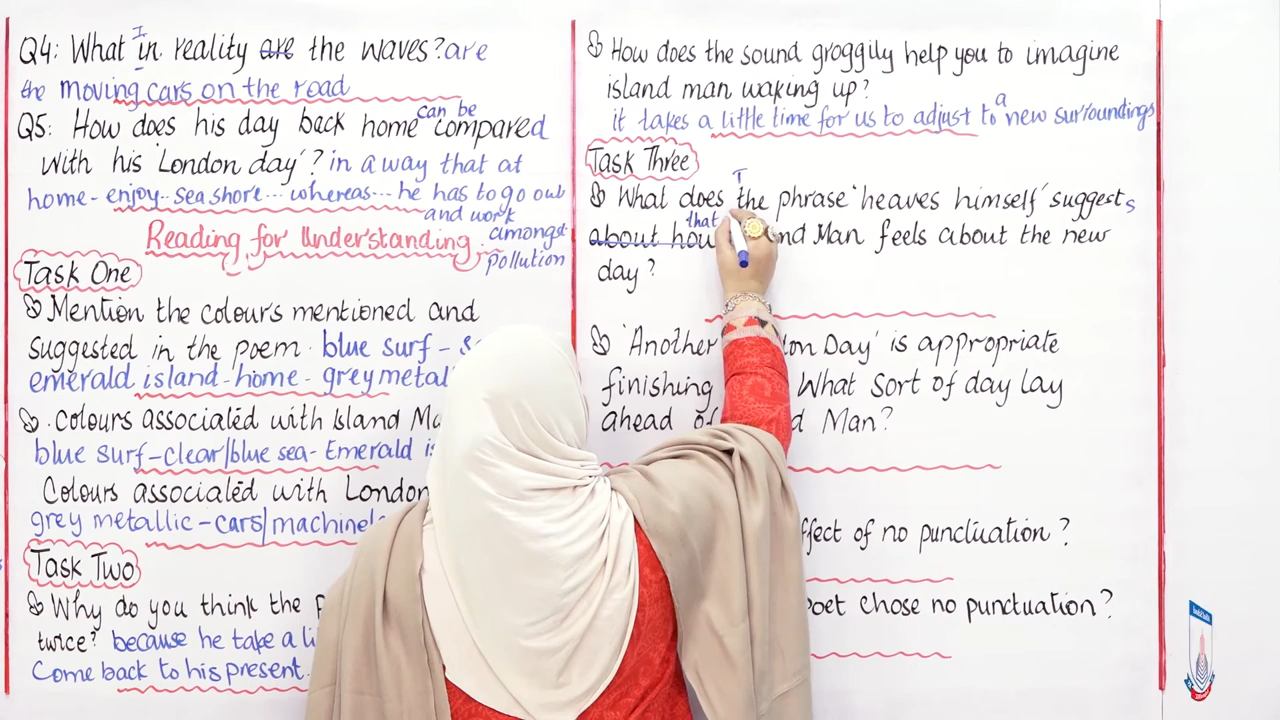 Q4: What in reality are the waves? are
I
the moving cars on the road
can be
Q5: How does his day back home compared
with his 'London day'? in a way that at
home - enjoy.. sea shore... whereas... he has to go out
and work
amongst
pollution
Reading for Understanding.
Task One
Mention the colours mentioned and
suggested in the poem. blue surf -
emerald island - home - grey metal
Colours associated with Island
blue surf - clear/blue sea - Emerald
Colours associated with London
grey metallic - cars/
Task Two
Why do you think the
twice? because he take a
Come back to his present.
How does the sound groggily help you to imagine
island man waking up?
a
it takes a little time for us to adjust to new surroundings
Task Three
T
What does the phrase 'heaves himself' suggests
that
about how Man feels about the new
day?
'Another Day' is appropriate
finishing What sort of day lay
ahead of Man?
of no punctuation?
chose no punctuation?